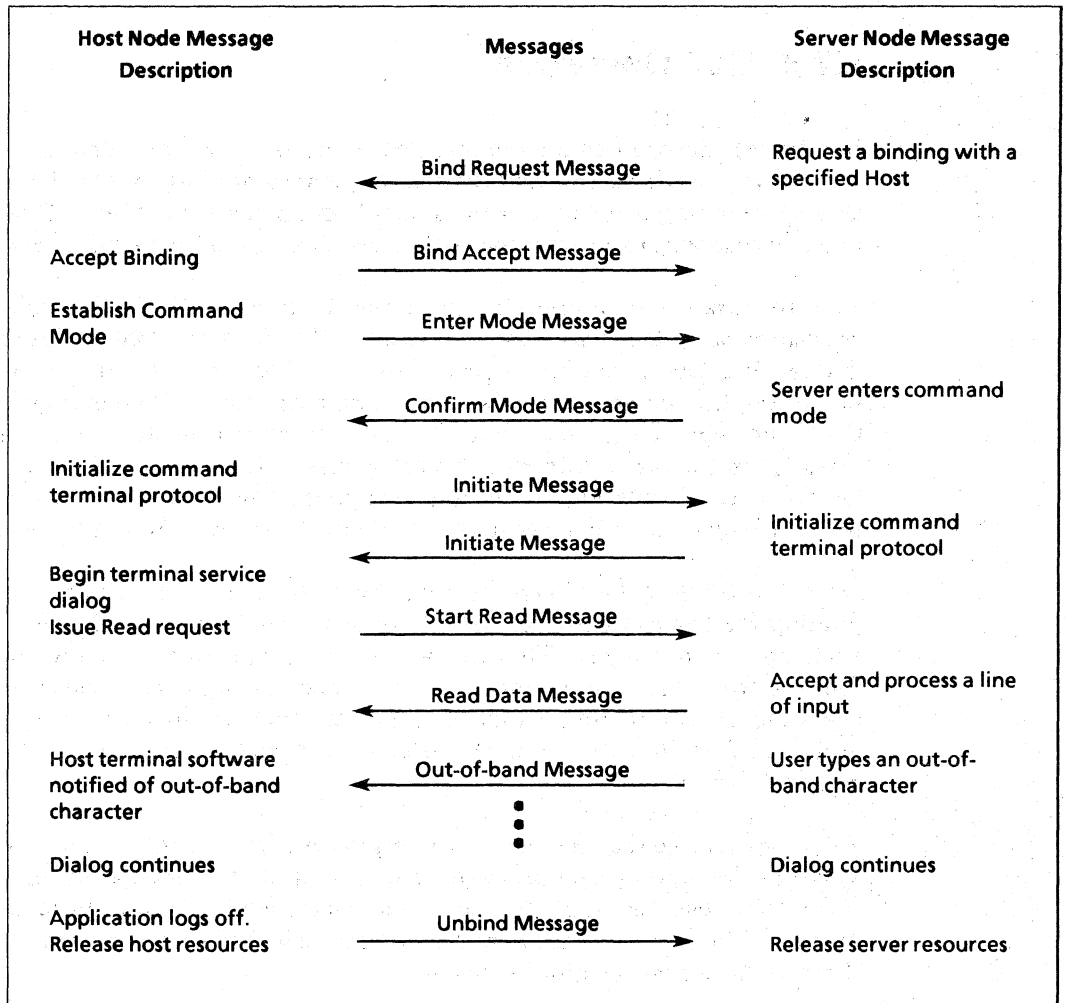 Host Node Message
Description
Messages
Server Node Message
Description
Request a binding with a
specified Host
Bind Request Message
Accept Binding
Bind Accept Message
Establish Command
Mode
Enter Mode Message
Server enters command
mode
Confirm Mode Message
Initialize command
terminal protocol
Initiate Message
Initialize command
terminal protocol
Initiate Message
Begin terminal service
dialog
Issue Read request
Start Read Message
Accept and process a line
of input
Read Data Message
Host terminal software
notified of out-of-band
character
Out-of-band Message
User types an out-of-
band character
Dialog continues
Dialog continues
Application logs off.
Release host resources
Unbind Message
Release server resources